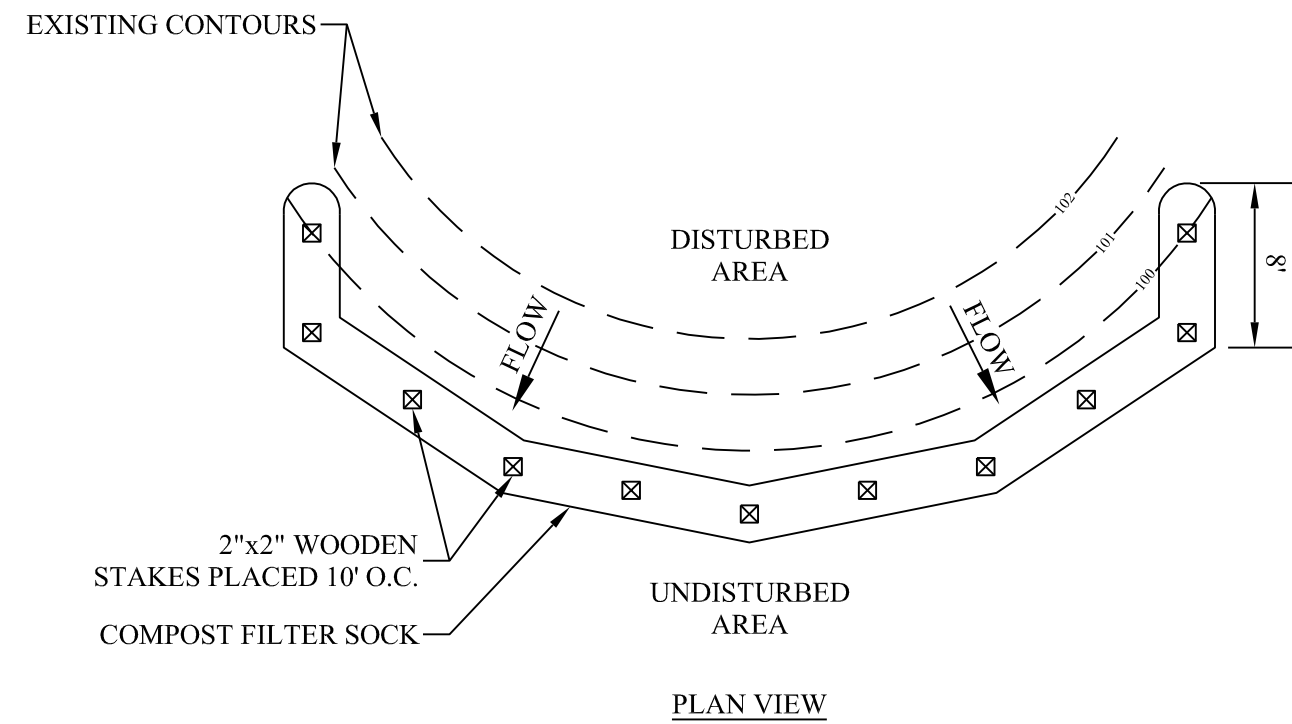 EXISTING CONTOURS
102
DISTURBED
AREA
101
8'
100
FLOW
FLOW
2"x2" WOODEN
STAKES PLACED 10' O.C.
UNDISTURBED
AREA
COMPOST FILTER SOCK
PLAN VIEW